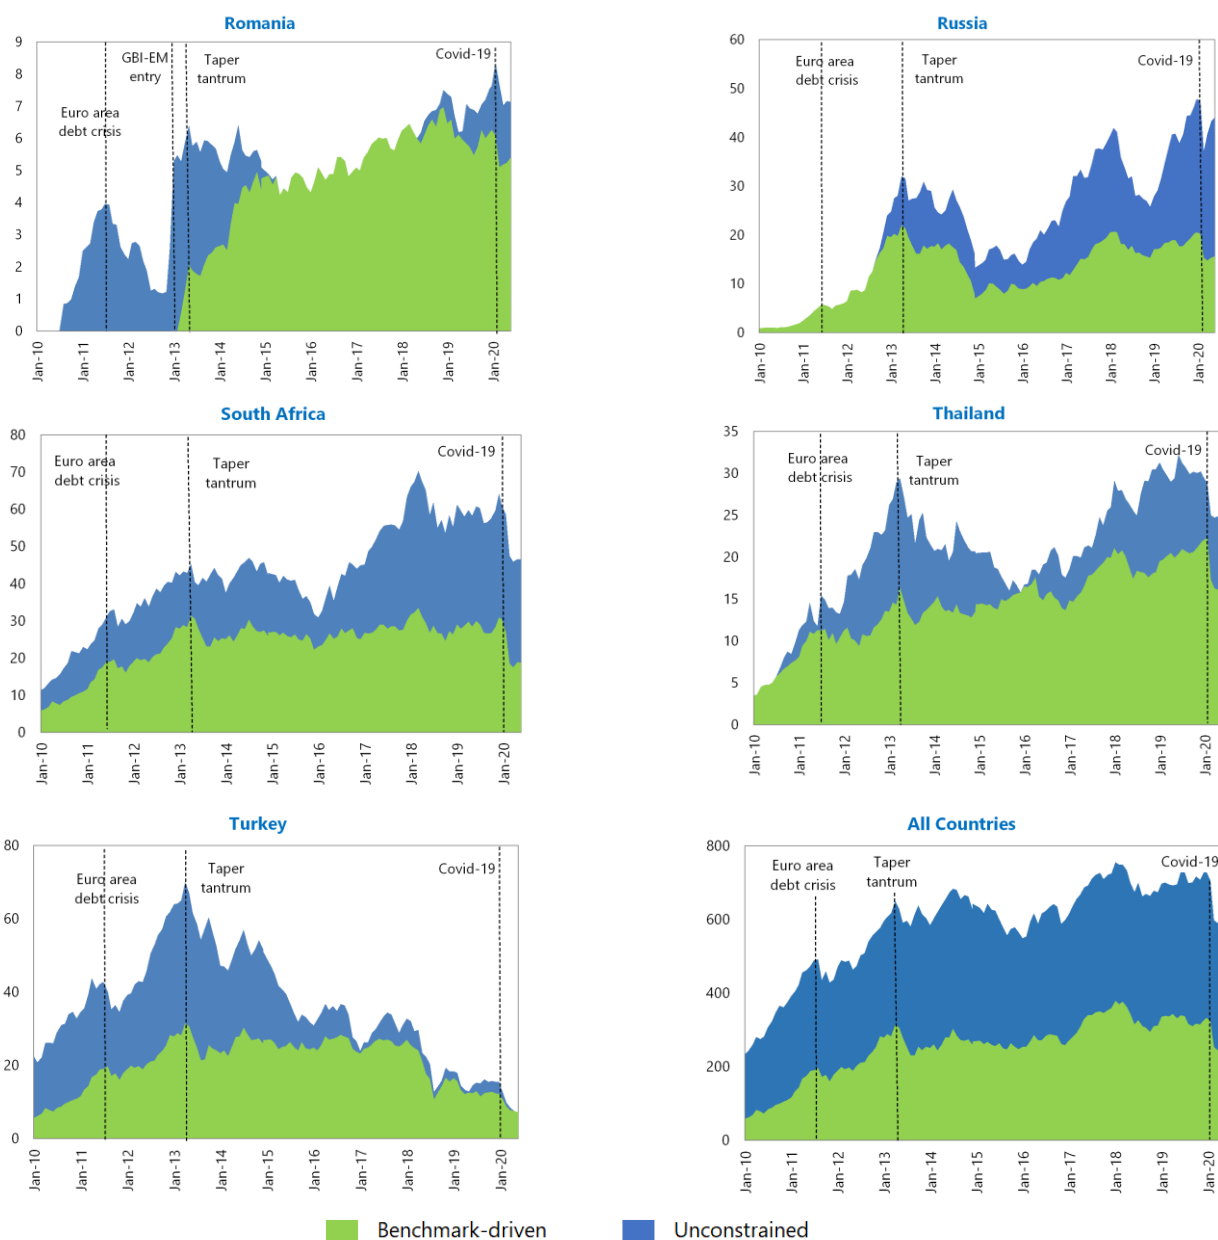 Romania
9
8
7
6
5
4
3
2
1
0
GBI-EM
entry
Taper
tantrum
Covid-19
Euro area
debt crisis
Jan-10
Jan-11
Jan-12
Jan-13
Jan-14
Jan-15
Jan-16
Jan-17
Jan-18
Jan-19
Jan-20
Russia
60
50
40
30
20
10
0
Euro area
debt crisis
Taper
tantrum
Covid-19
Jan-10
Jan-11
Jan-12
Jan-13
Jan-14
Jan-15
Jan-16
Jan-17
Jan-18
Jan-19
Jan-20
South Africa
80
70
60
50
40
30
20
10
0
Euro area
debt crisis
Taper
tantrum
Covid-19
Jan-10
Jan-11
Jan-12
Jan-13
Jan-14
Jan-15
Jan-16
Jan-17
Jan-18
Jan-19
Jan-20
Thailand
35
30
25
20
15
10
5
0
Euro area
debt crisis
Taper
tantrum
Covid-19
Jan-10
Jan-11
Jan-12
Jan-13
Jan-14
Jan-15
Jan-16
Jan-17
Jan-18
Jan-19
Jan-20
Turkey
80
60
40
20
0
Euro area
debt crisis
Taper
tantrum
Covid-19
Jan-10
Jan-11
Jan-12
Jan-13
Jan-14
Jan-15
Jan-16
Jan-17
Jan-18
Jan-19
Jan-20
All Countries
800
600
400
200
0
Euro area
debt crisis
Taper
tantrum
Covid-19
Jan-10
Jan-11
Jan-12
Jan-13
Jan-14
Jan-15
Jan-16
Jan-17
Jan-18
Jan-19
Jan-20
Benchmark-driven
Unconstrained